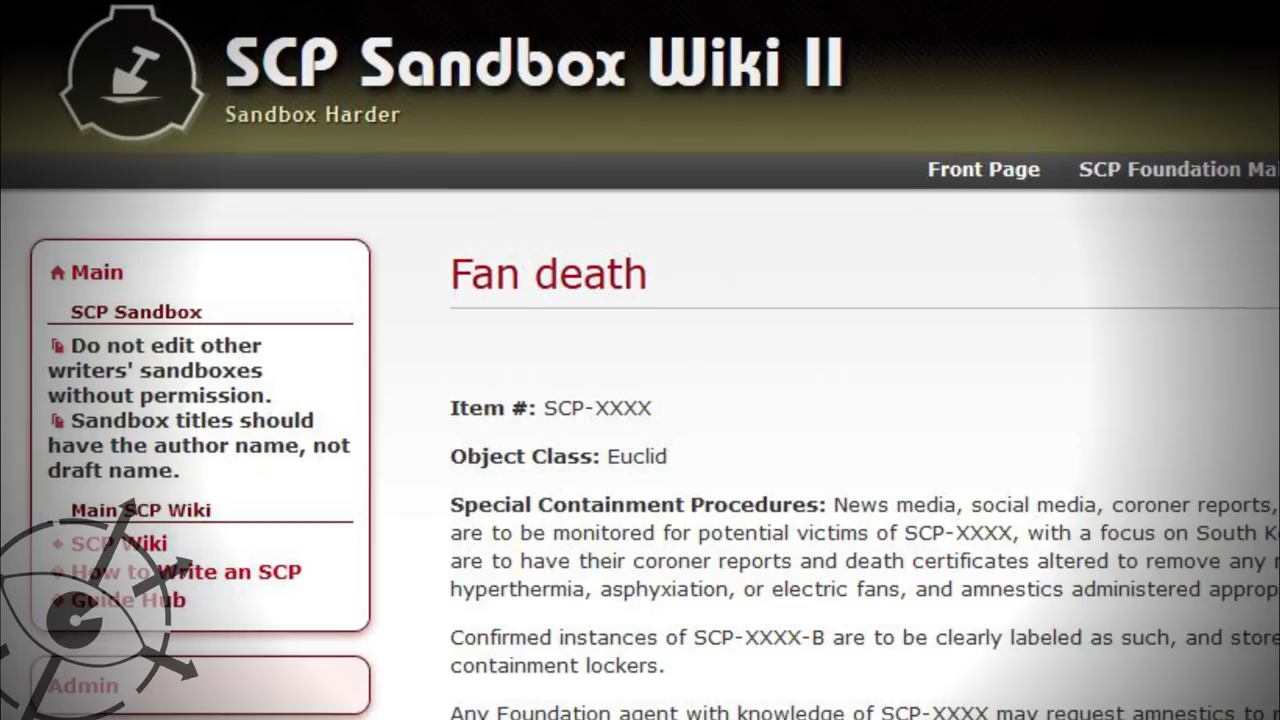 SCP Sandbox Wiki II
Sandbox Harder
Front Page
SCP Foundation
Main
SCP Sandbox
Do not edit other
writers' sandboxes
without permission.
Sandbox titles should
have the author name, not
draft name.
Main SCP Wiki
SCP Wiki
How to Write an SCP
Guide Hub
Admin
Fan death
Item #: SCP-XXXX
Object Class: Euclid
Special Containment Procedures: News media, social media, coroner reports,
are to be monitored for potential victims of SCP-XXXX, with a focus on South
are to have their coroner reports and death certificates altered to remove any
hyperthermia, asphyxiation, or electric fans, and amnestics administered
Confirmed instances of SCP-XXXX-B are to be clearly labeled as such, and
containment lockers.
Any Foundation agent with knowledge of SCP-XXXX may request amnestics to